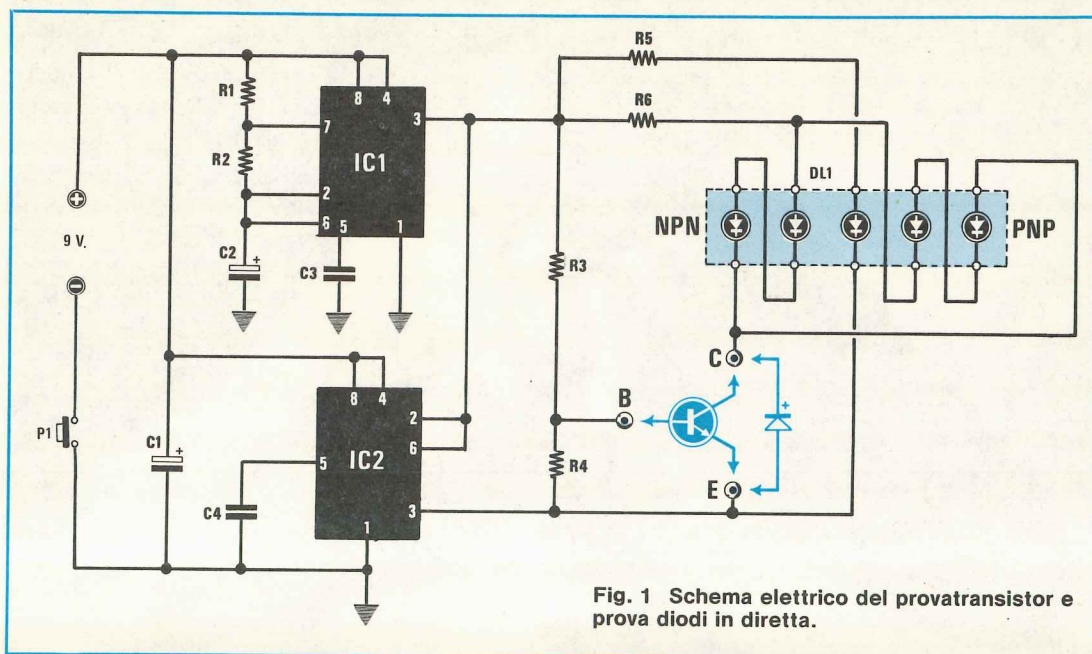 R5
R6
R1
8 4
3
7
IC1
R2
2
6
5
1
C2
+
C3
+
9 V.
-
DL1
NPN
PNP
R3
C
+
B
E
R4
8 4
2
6
IC2
5
3
1
P1
C1
+
C4
Fig. 1 Schema elettrico del provatransistor e
prova diodi in diretta.